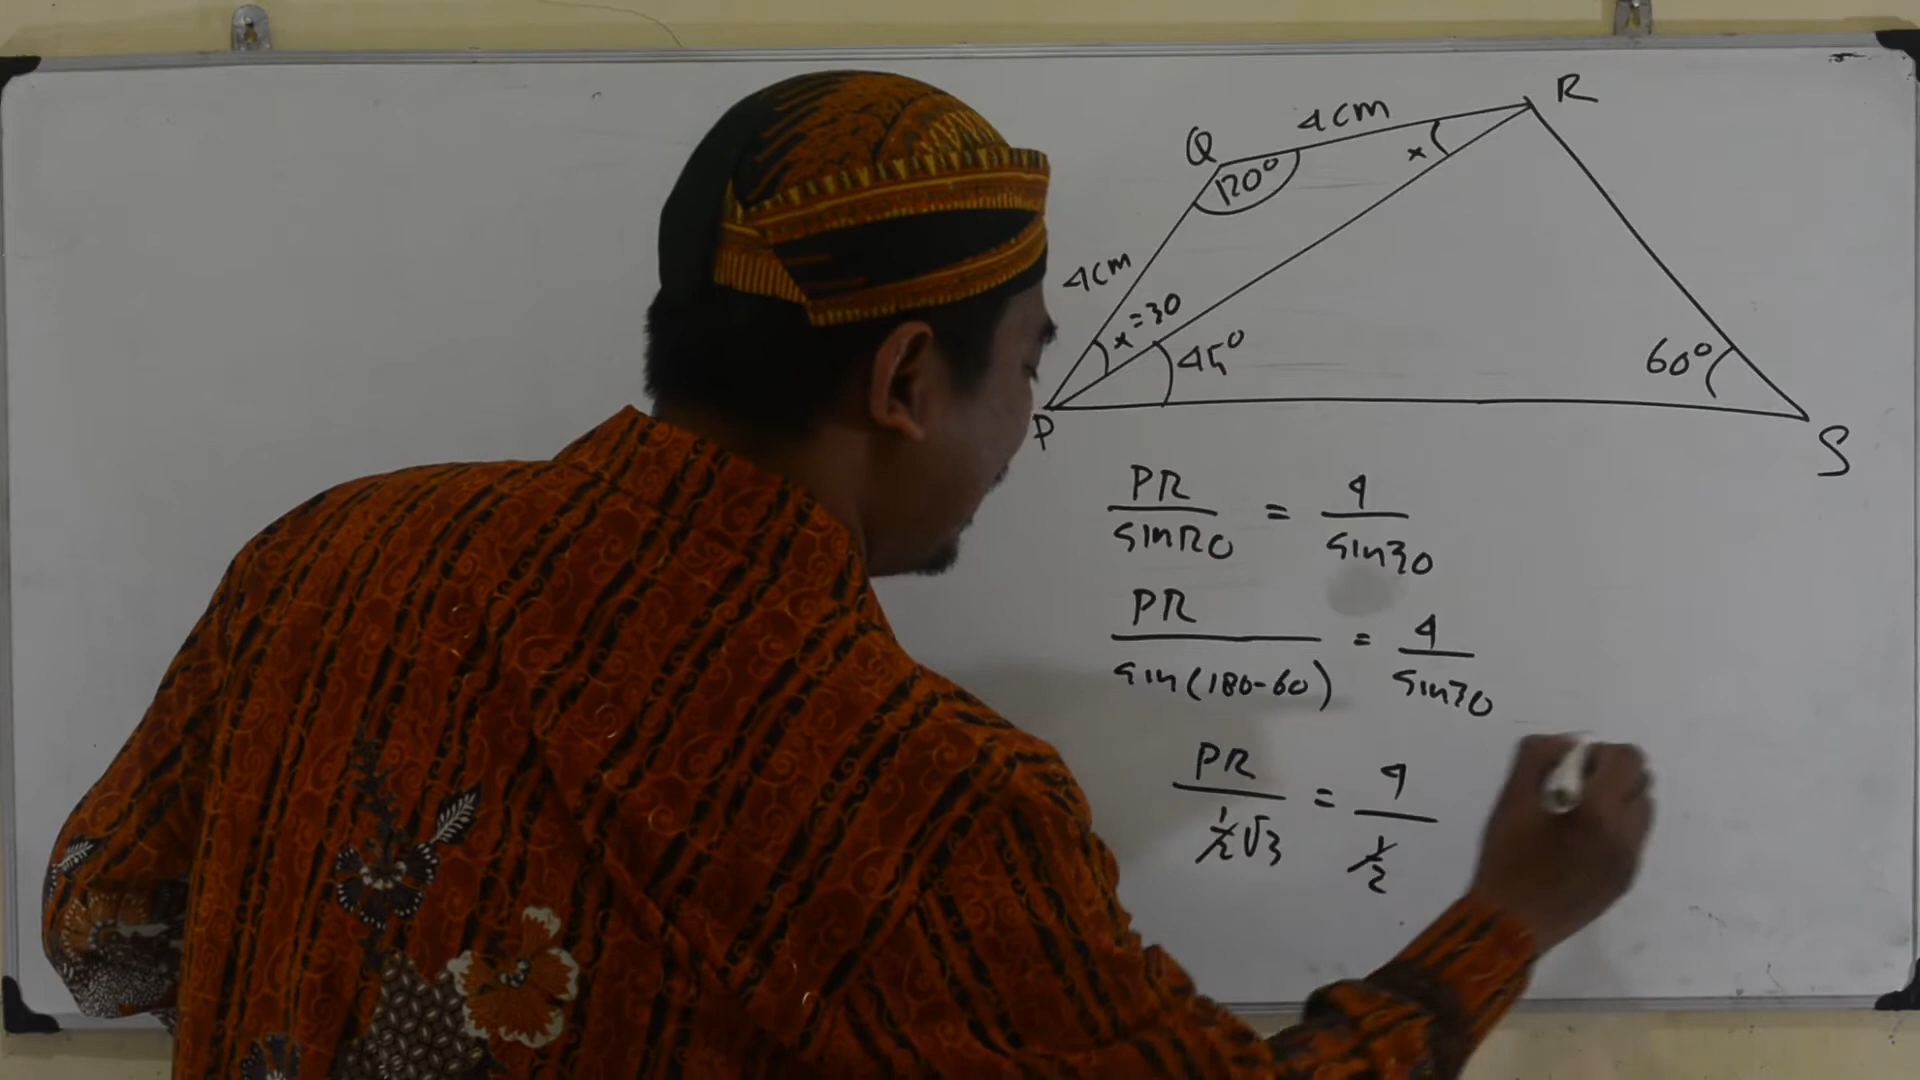 R
4cm
Q
120°
x
4cm
x=30
45°
60°
P
S
PR/sin120 = 4/sin30
PR/sin(180-60) = 4/sin30
PR/½√3 = 4/½